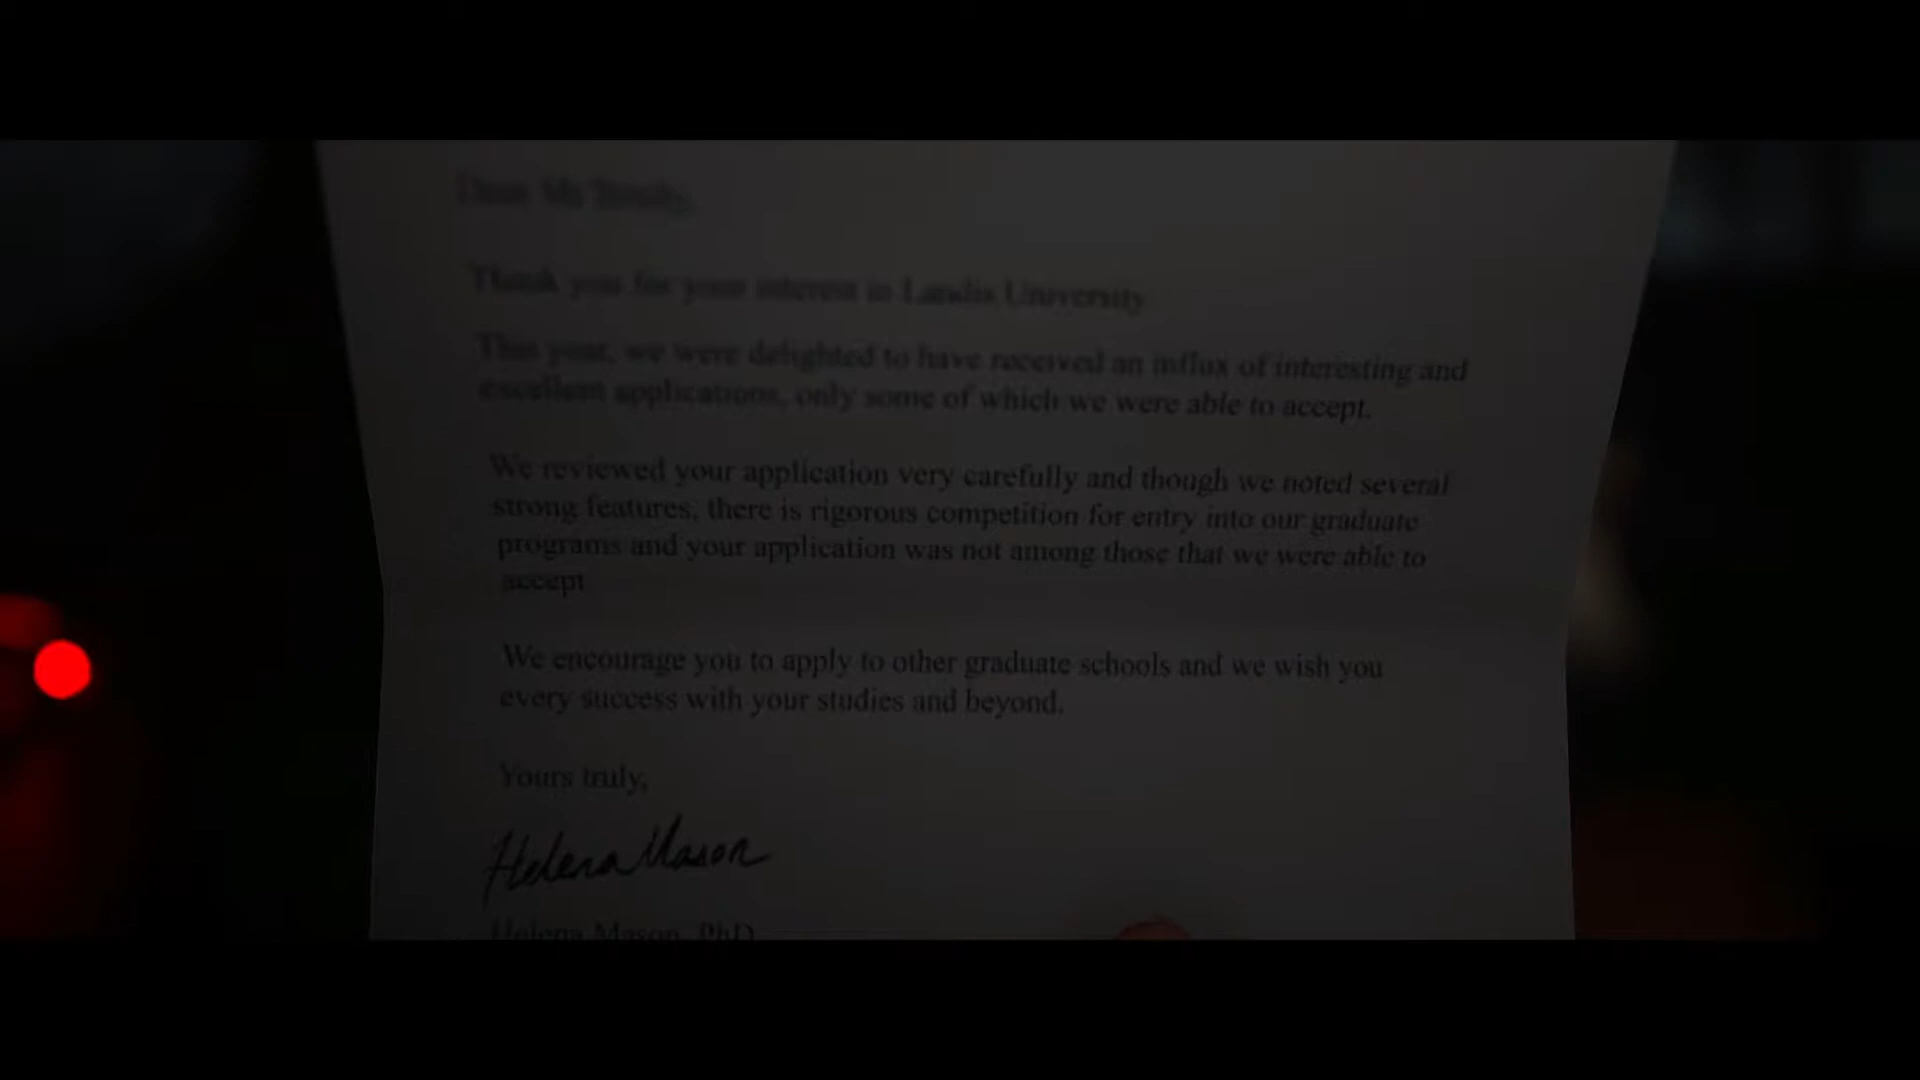 Dear Mr
Thank you for your interest in Landis University
This year, we were delighted to have received an influx of interesting and
excellent applications, only some of which we were able to accept.
We reviewed your application very carefully and though we noted several
strong features, there is rigorous competition for entry into our graduate
programs and your application was not among those that we were able to
accept
We encourage you to apply to other graduate schools and we wish you
every success with your studies and beyond.
Yours truly,
Helena Mason
Helena Mason, PhD